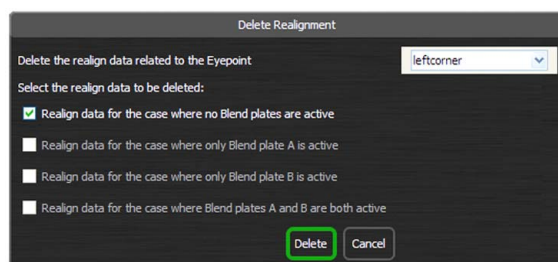 Delete Realignment
Delete the realign data related to the Eyepoint leftcorner
Select the realign data to be deleted:
Realign data for the case where no Blend plates are active
Realign data for the case where only Blend plate A is active
Realign data for the case where only Blend plate B is active
Realign data for the case where Blend plates A and B are both active
Delete Cancel